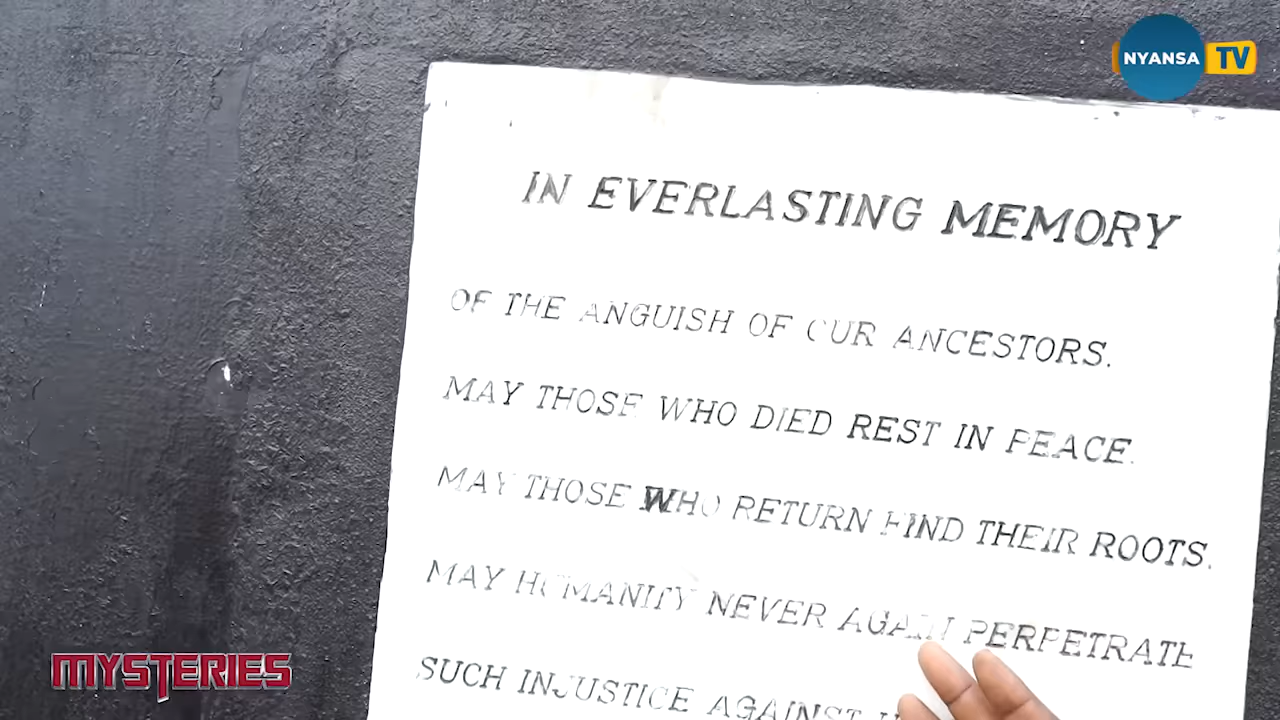 NYANSA TV
IN EVERLASTING MEMORY
OF THE ANGUISH OF OUR ANCESTORS.
MAY THOSE WHO DIED REST IN PEACE.
MAY THOSE WHO RETURN FIND THEIR ROOTS.
MAY HUMANITY NEVER AGAIN PERPETRATE
SUCH INJUSTICE AGAINST
MYSTERIES